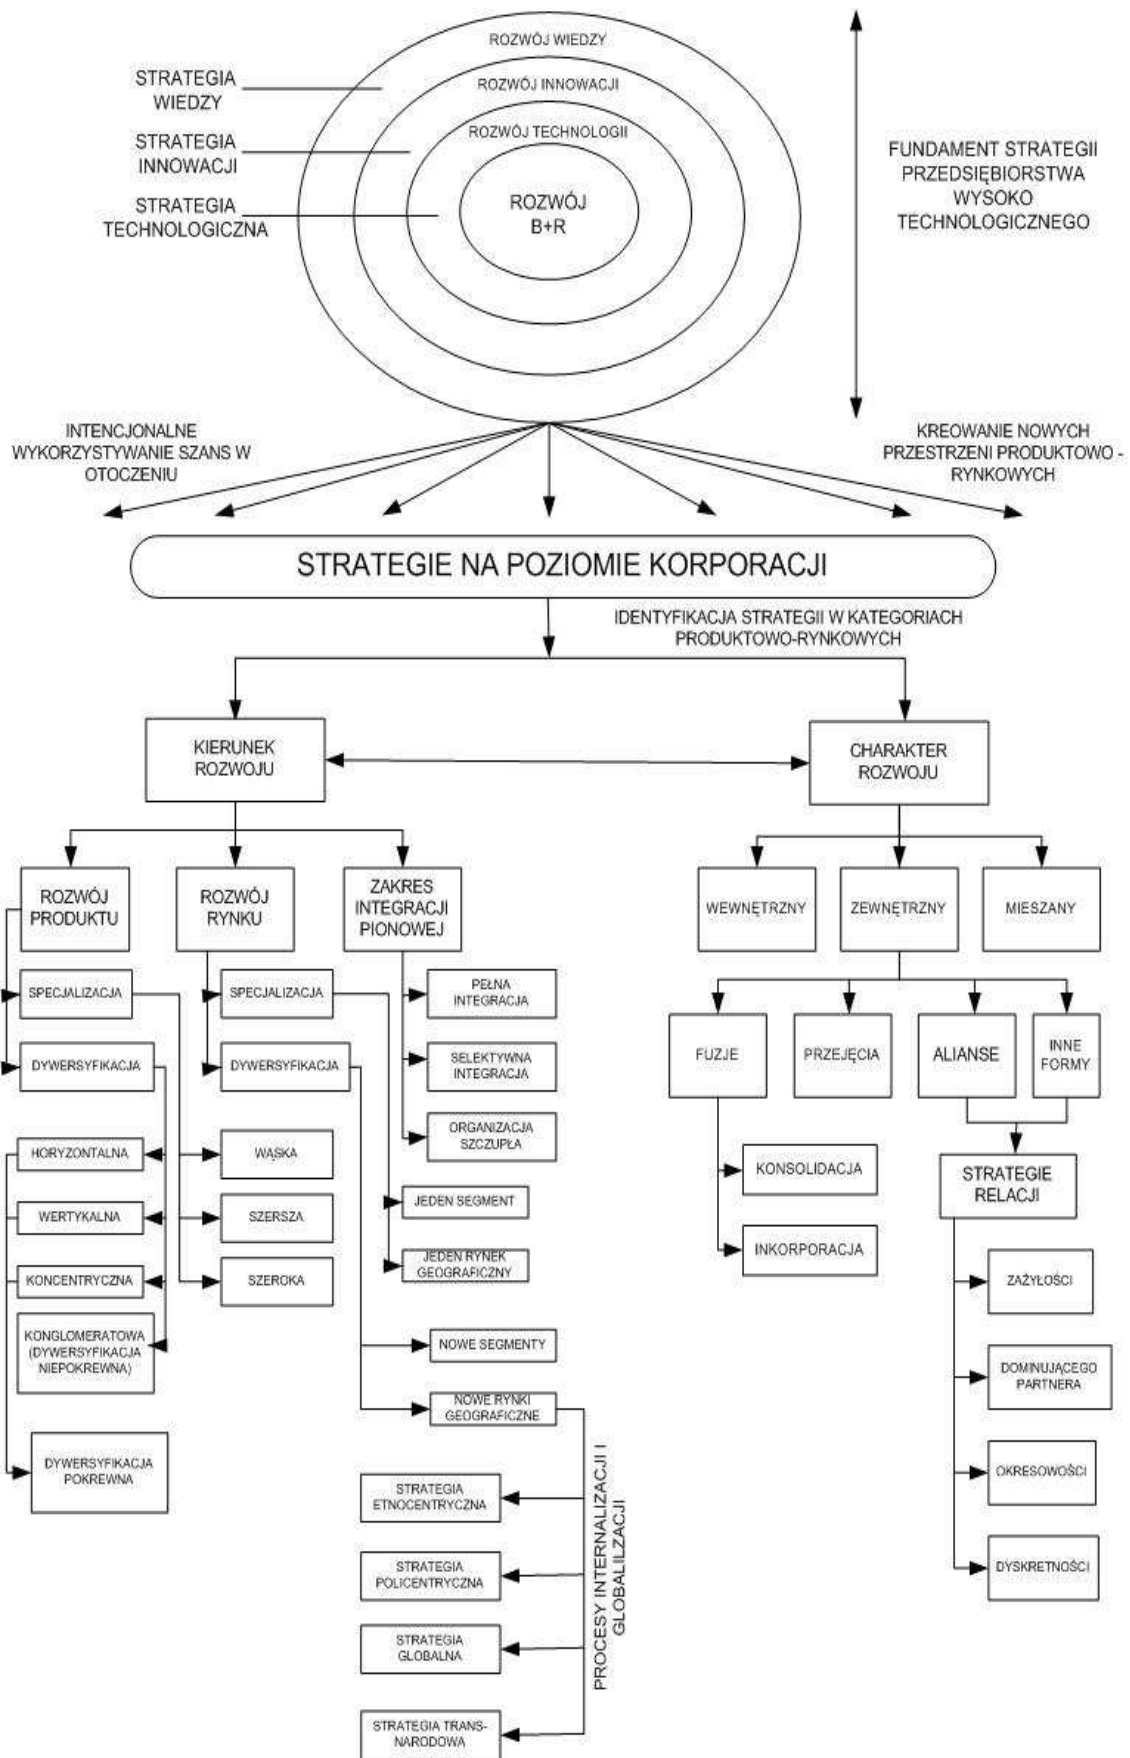 ROZWÓJ WIEDZY
ROZWÓJ INNOWACJI
ROZWÓJ TECHNOLOGII
ROZWÓJ
B+R
STRATEGIA
WIEDZY
STRATEGIA
INNOWACJI
STRATEGIA
TECHNOLOGICZNA
FUNDAMENT STRATEGII
PRZEDSIĘBIORSTWA
WYSOKO
TECHNOLOGICZNEGO
INTENCJONALNE
WYKORZYSTYWANIE SZANS W
OTOCZENIU
KREOWANIE NOWYCH
PRZESTRZENI PRODUKTOWO -
RYNKOWYCH
STRATEGIE NA POZIOMIE KORPORACJI
IDENTYFIKACJA STRATEGII W KATEGORIACH
PRODUKTOWO-RYNKOWYCH
KIERUNEK
ROZWOJU
CHARAKTER
ROZWOJU
ROZWÓJ
PRODUKTU
ROZWÓJ
RYNKU
ZAKRES
INTEGRACJI
PIONOWEJ
WEWNĘTRZNY
ZEWNĘTRZNY
MIESZANY
SPECJALIZACJA
DYWERSYFIKACJA
HORYZONTALNA
WERTYKALNA
KONCENTRYCZNA
KONGLOMERATOWA
(DYWERSYFIKACJA
NIEPOKREWNA)
DYWERSYFIKACJA
POKREWNA
SPECJALIZACJA
DYWERSYFIKACJA
WĄSKA
SZERSZA
SZEROKA
PEŁNA
INTEGRACJA
SELEKTYWNA
INTEGRACJA
ORGANIZACJA
SZCZUPŁA
JEDEN SEGMENT
JEDEN RYNEK
GEOGRAFICZNY
NOWE SEGMENTY
NOWE RYNKI
GEOGRAFICZNE
STRATEGIA
ETNOCENTRYCZNA
STRATEGIA
POLICENTRYCZNA
STRATEGIA
GLOBALNA
STRATEGIA TRANS-
NARODOWA
PROCESY INTERNALIZACJI I
GLOBALILZACJI
FUZJE
PRZEJĘCIA
ALIANSE
INNE
FORMY
KONSOLIDACJA
INKORPORACJA
STRATEGIE
RELACJI
ZAŻYŁOŚCI
DOMINUJĄCEGO
PARTNERA
OKRESOWOŚCI
DYSKRETNOŚCI